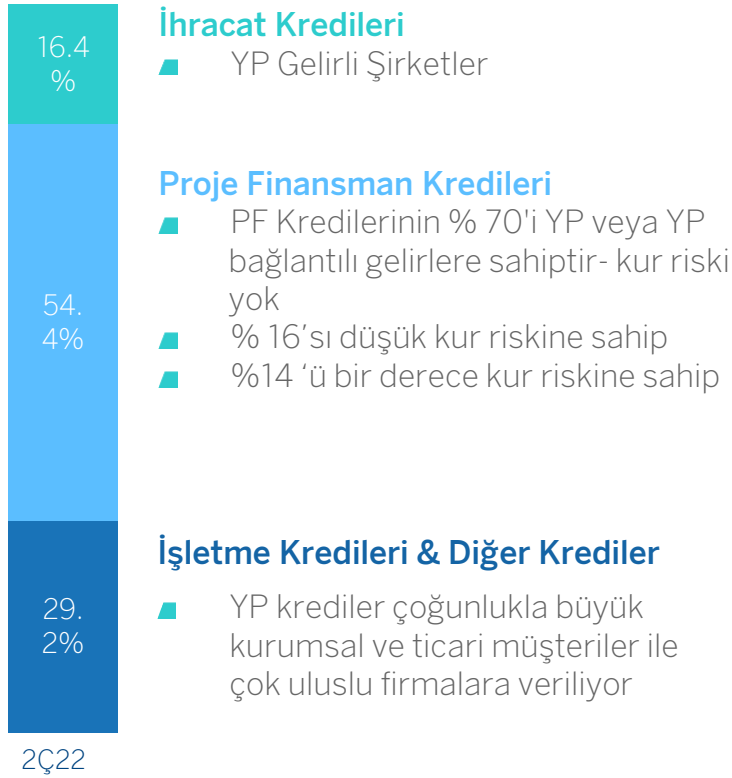 16.4
%
İhracat Kredileri
YP Gelirli Şirketler
54.
4%
Proje Finansman Kredileri
PF Kredilerinin % 70'i YP veya YP
bağlantılı gelirlere sahiptir- kur riski
yok
% 16’sı düşük kur riskine sahip
%14 ‘ü bir derece kur riskine sahip
29.
2%
İşletme Kredileri & Diğer Krediler
YP krediler çoğunlukla büyük
kurumsal ve ticari müşteriler ile
çok uluslu firmalara veriliyor
2Ç22